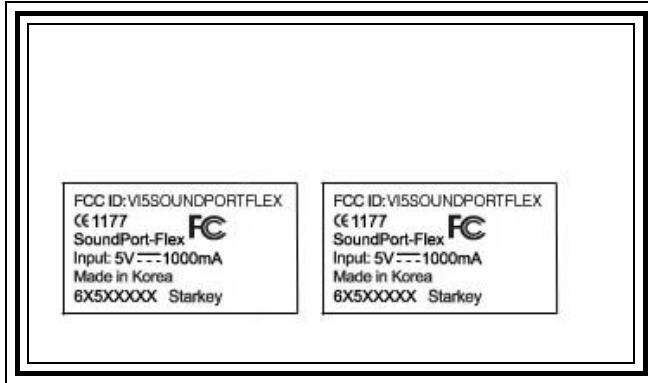 FCC ID: VI5SOUNDPORTFLEX
CE 1177 FC
SoundPort-Flex
Input: 5V ⎓ 1000mA
Made in Korea
6X5XXXXX Starkey
FCC ID: VI5SOUNDPORTFLEX
CE 1177 FC
SoundPort-Flex
Input: 5V ⎓ 1000mA
Made in Korea
6X5XXXXX Starkey